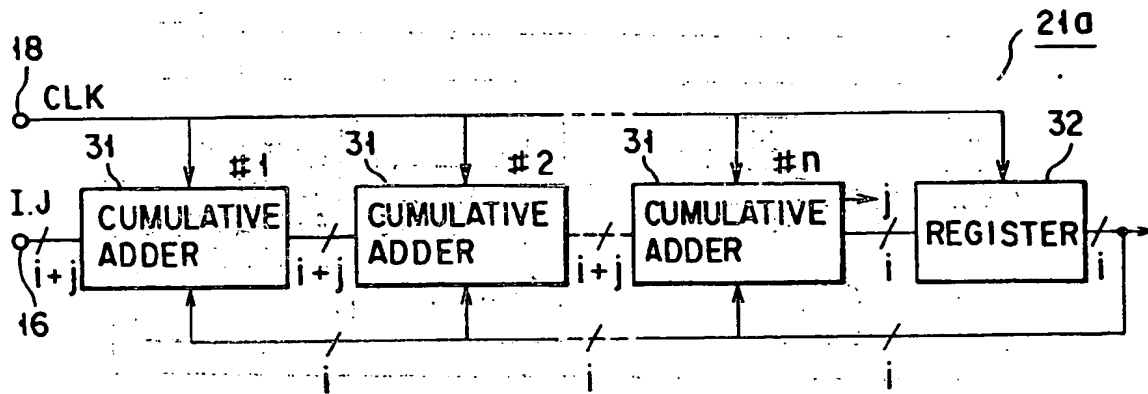 21a
18
CLK
31
#1
31
#2
31
#n
32
I.J
CUMULATIVE
ADDER
CUMULATIVE
ADDER
CUMULATIVE
ADDER
j
REGISTER
i+j
i+j
i+j
i
i
16
i
i
i